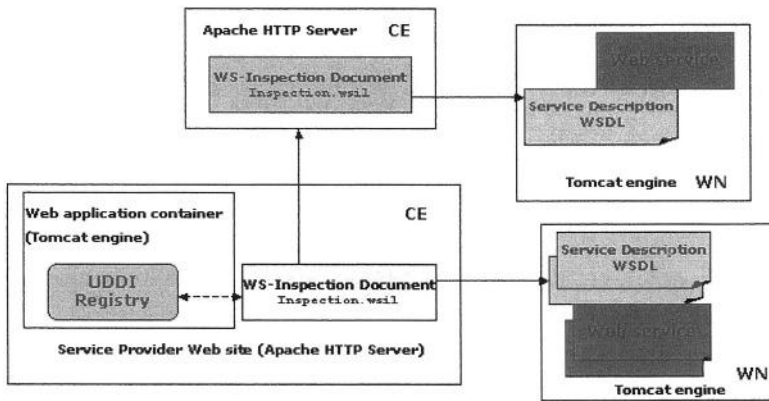 Apache HTTP Server CE
WS-Inspection Document
Inspection.wsil
Web service
Service Description
WSDL
Tomcat engine WN
Web application container
(Tomcat engine)
CE
UDDI
Registry
WS-Inspection Document
Inspection.wsil
Service Provider Web site (Apache HTTP Server)
Service Description
WSDL
Web service
WN
Tomcat engine